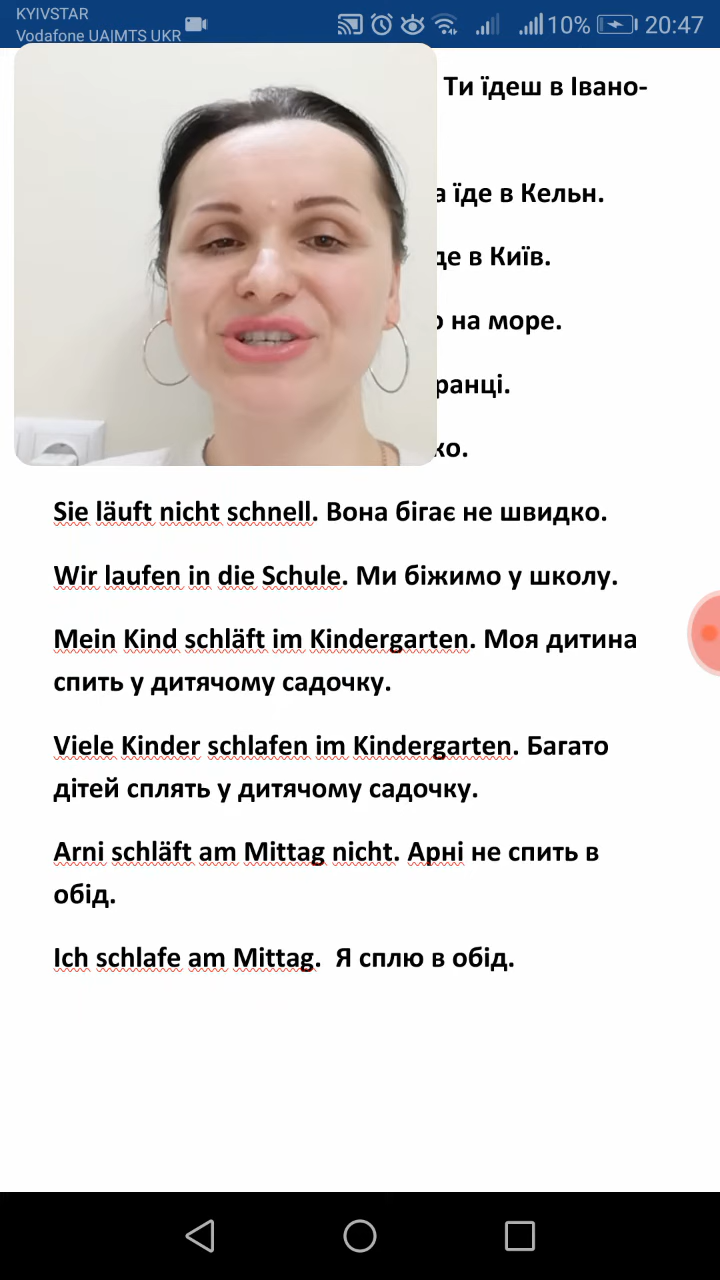 KYIVSTAR
Vodafone UA|MTS UKR
10%
20:47
Ти їдеш в Івано-
їде в Кельн.
в Київ.
на море.
Sie läuft nicht schnell. Вона бігає не швидко.
Wir laufen in die Schule. Ми біжимо у школу.
Mein Kind schläft im Kindergarten. Моя дитина
спить у дитячому садочку.
Viele Kinder schlafen im Kindergarten. Багато
дітей сплять у дитячому садочку.
Arni schläft am Mittag nicht. Арні не спить в
обід.
Ich schlafe am Mittag. Я сплю в обід.